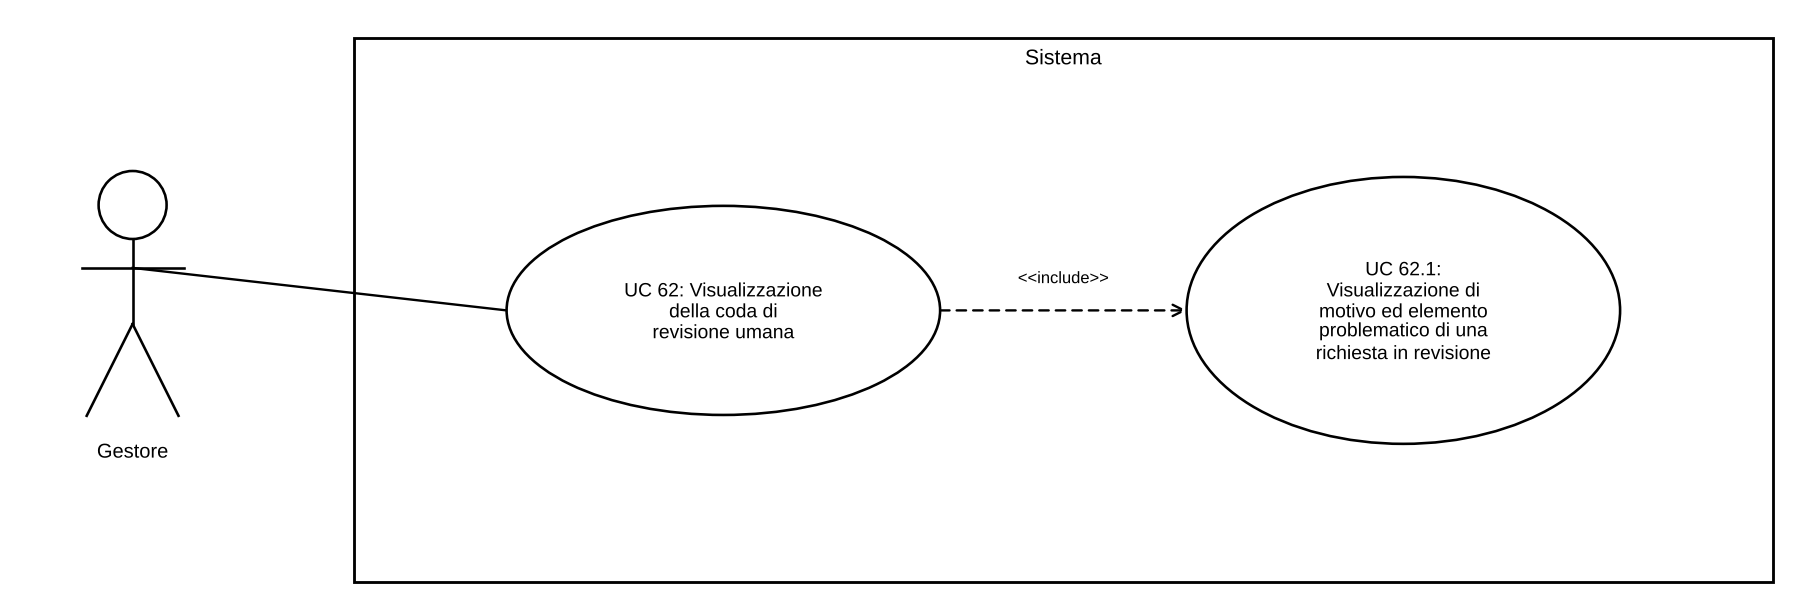 Sistema
UC 62: Visualizzazione
della coda di
revisione umana
<<include>>
UC 62.1:
Visualizzazione di
motivo ed elemento
problematico di una
richiesta in revisione
Gestore